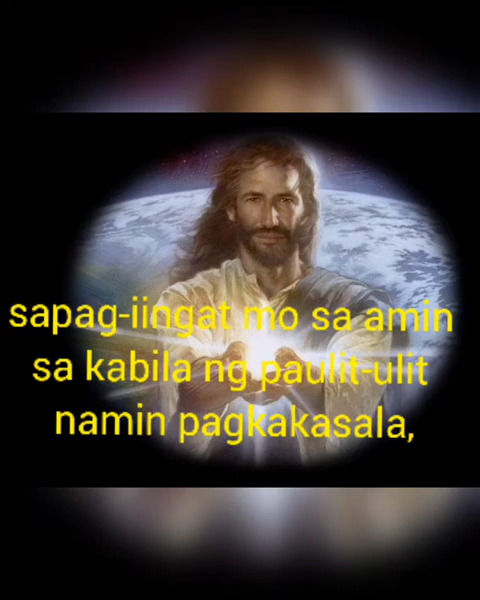 sapag-iingat mo sa amin
sa kabila ng paulit-ulit
namin pagkakasala,